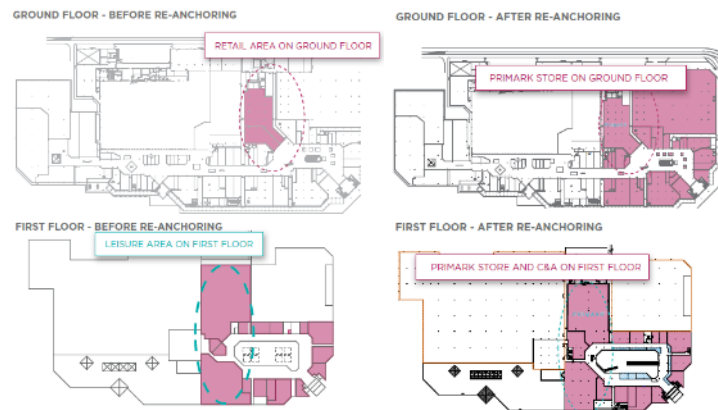 GROUND FLOOR - BEFORE RE-ANCHORING
RETAIL AREA ON GROUND FLOOR
GROUND FLOOR - AFTER RE-ANCHORING
PRIMARK STORE ON GROUND FLOOR
FIRST FLOOR - BEFORE RE-ANCHORING
LEISURE AREA ON FIRST FLOOR
FIRST FLOOR - AFTER RE-ANCHORING
PRIMARK STORE AND C&A ON FIRST FLOOR